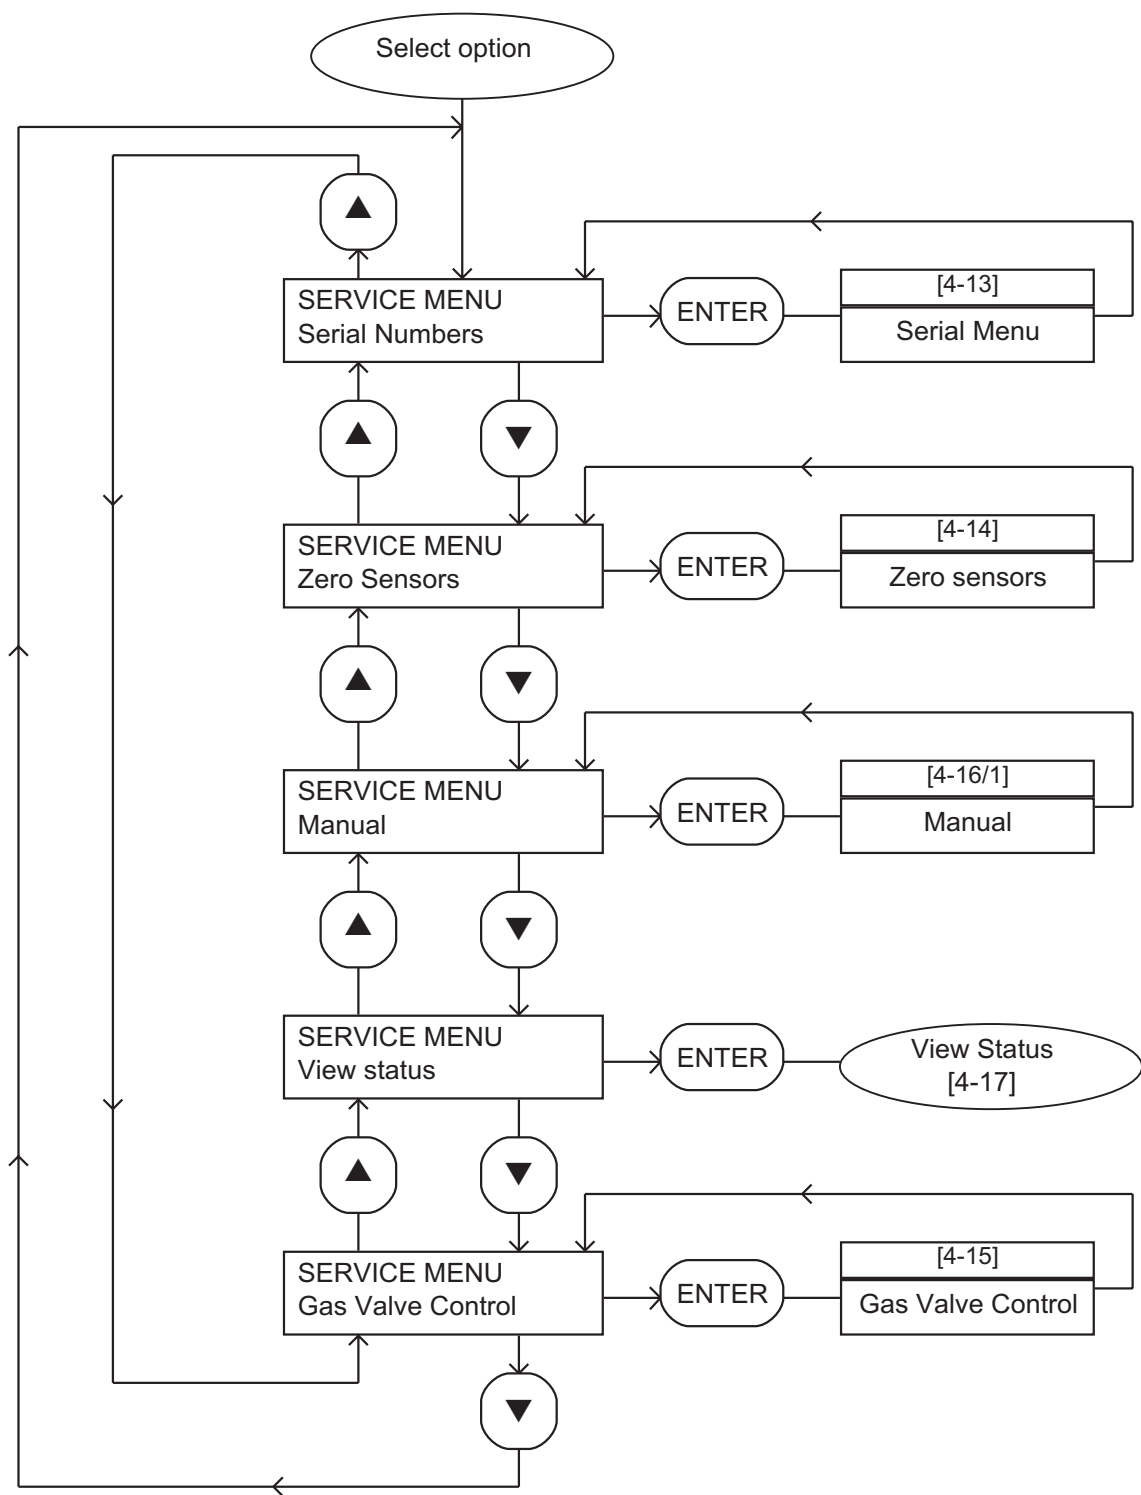 Select option
▲
SERVICE MENU
Serial Numbers
ENTER
[4-13]
Serial Menu
▲
▼
SERVICE MENU
Zero Sensors
ENTER
[4-14]
Zero sensors
▲
▼
SERVICE MENU
Manual
ENTER
[4-16/1]
Manual
▲
▼
SERVICE MENU
View status
ENTER
View Status
[4-17]
▲
▼
SERVICE MENU
Gas Valve Control
ENTER
[4-15]
Gas Valve Control
▼